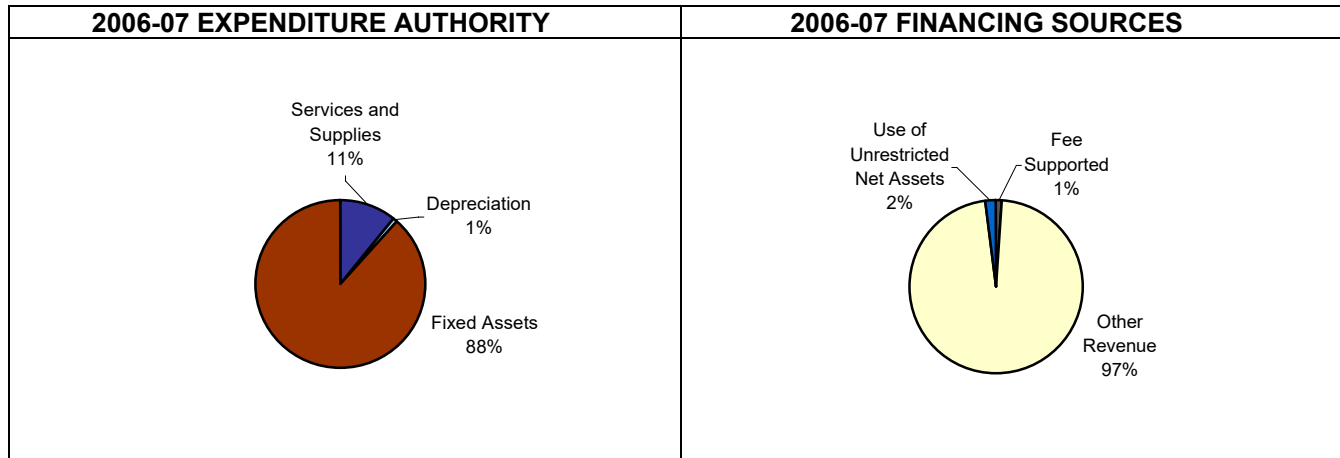 2006-07 EXPENDITURE AUTHORITY
Services and
Supplies
11%
Depreciation
1%
Fixed Assets
88%
2006-07 FINANCING SOURCES
Use of
Unrestricted
Net Assets
2%
Fee
Supported
1%
Other
Revenue
97%